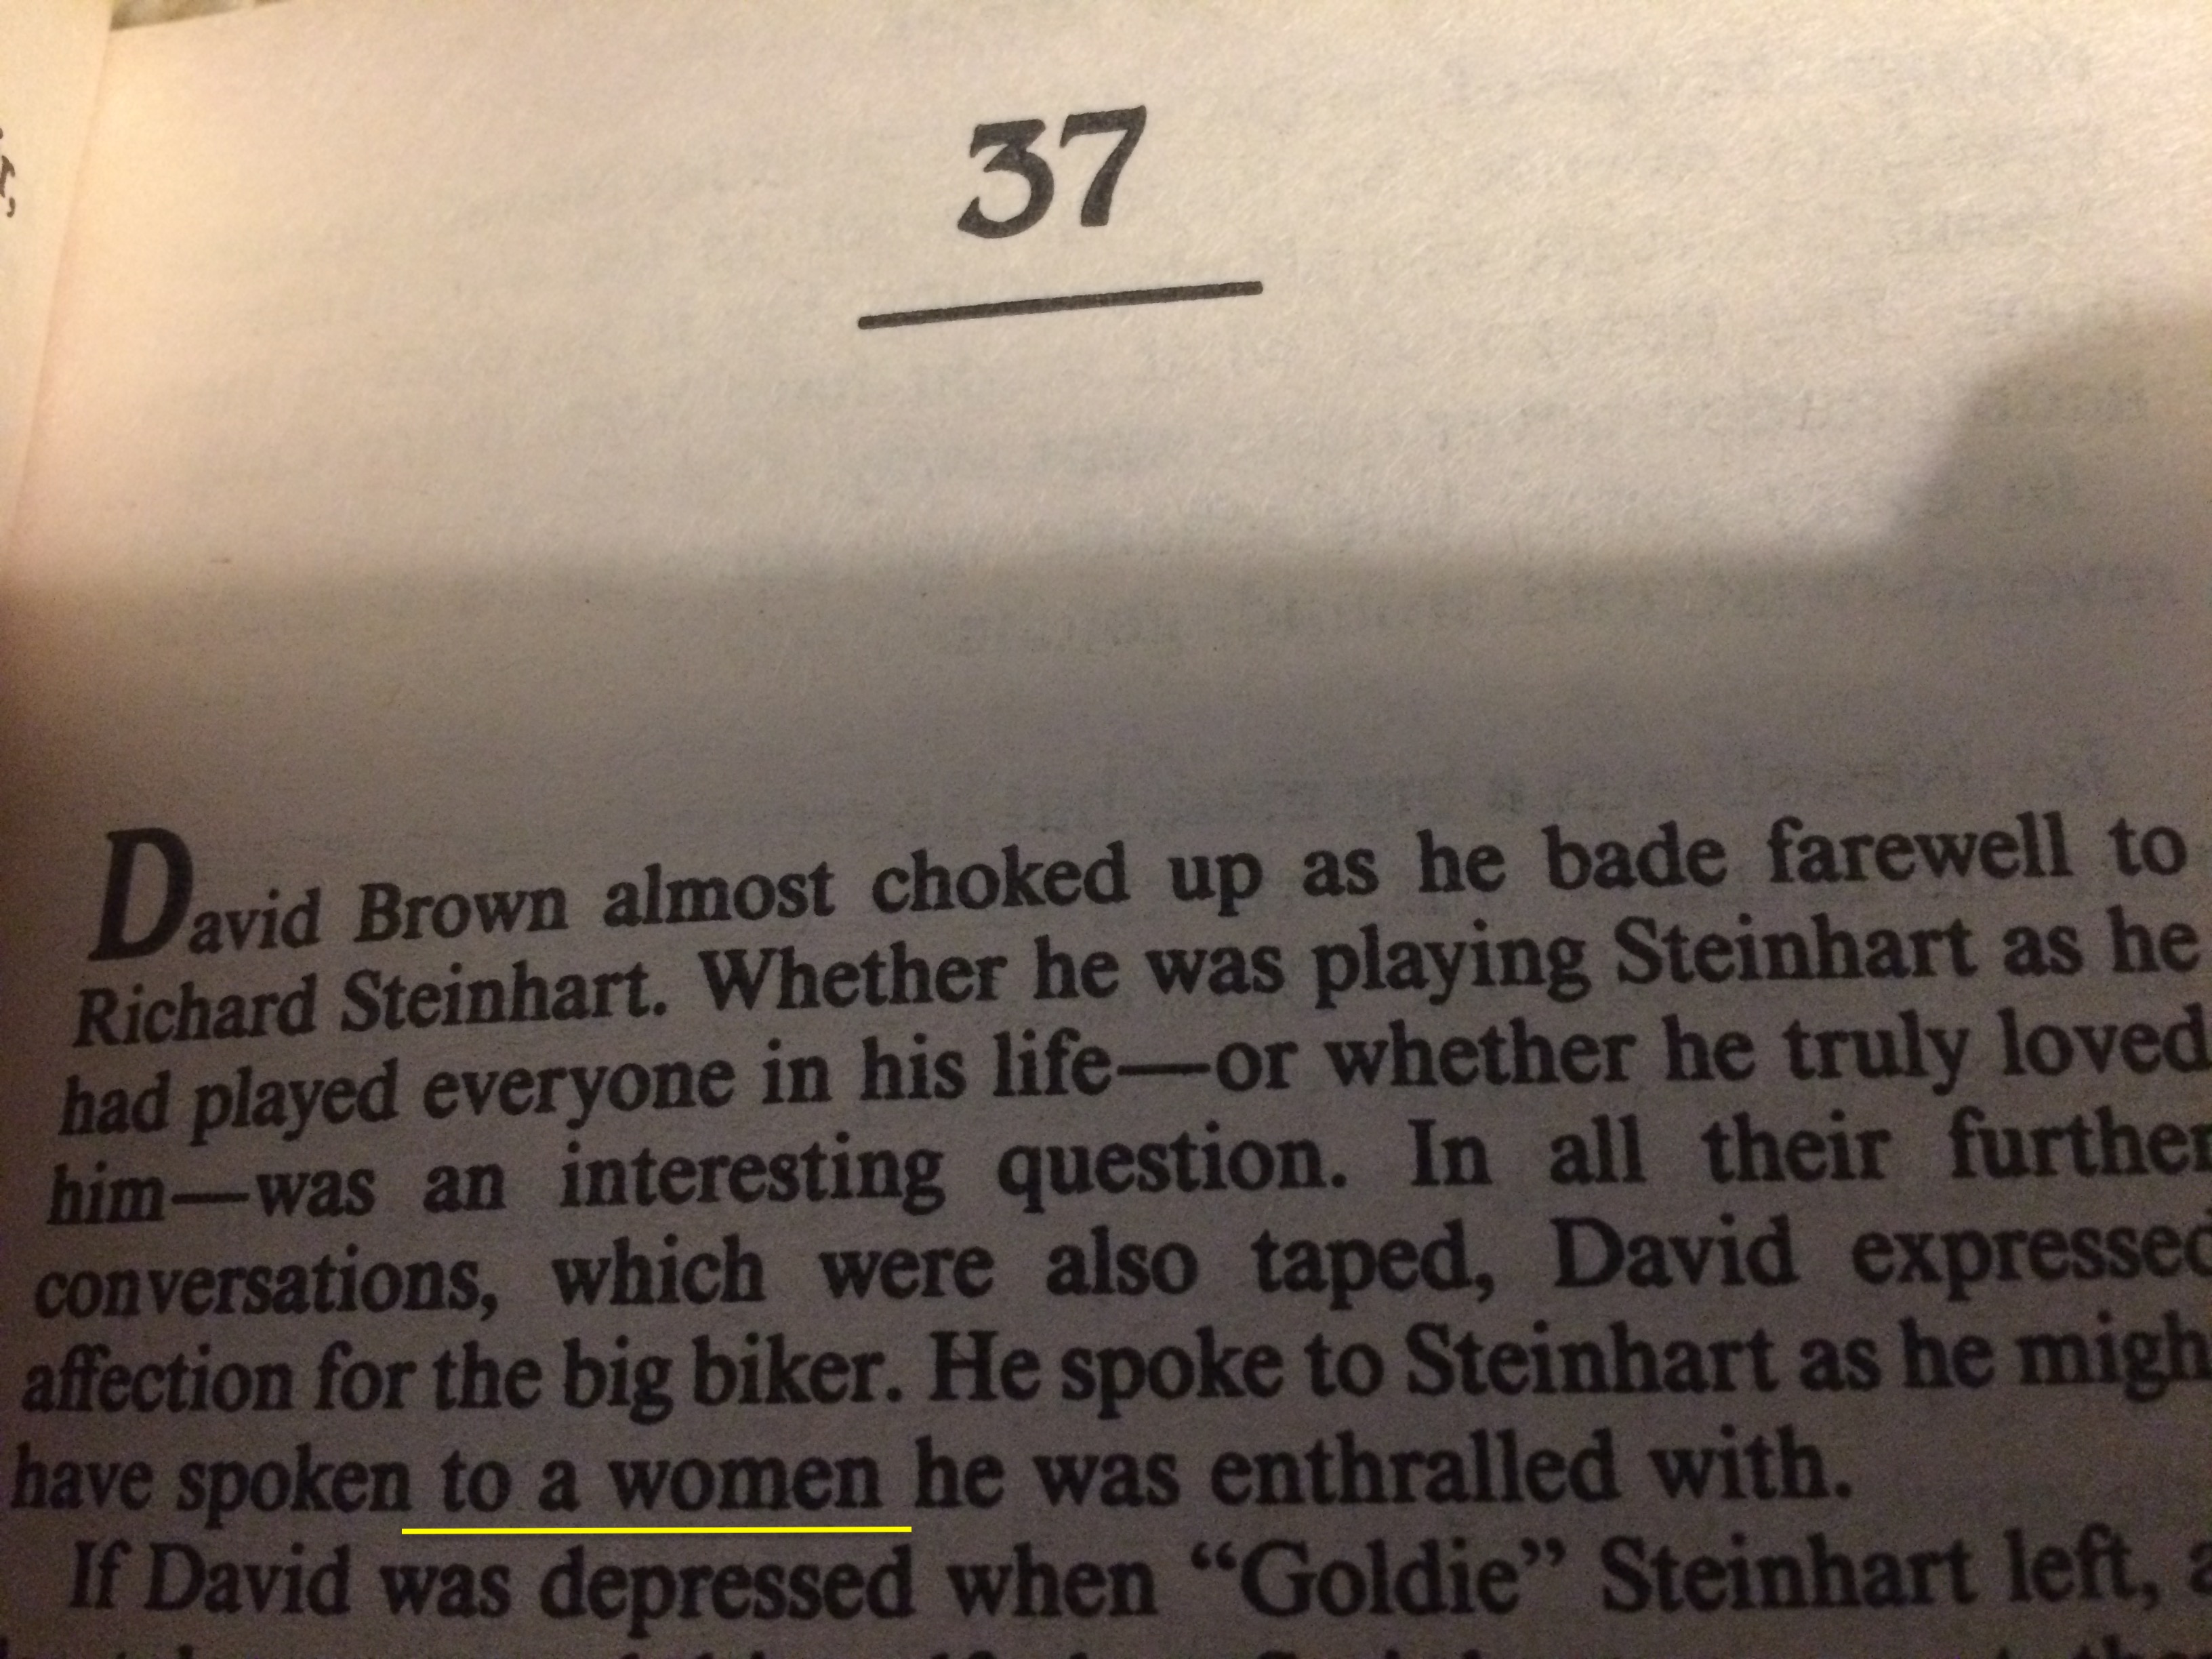 37
David Brown almost choked up as he bade farewell to
Richard Steinhart. Whether he was playing Steinhart as he
had played everyone in his life—or whether he truly loved
him—was an interesting question. In all their further
conversations, which were also taped, David expressed
affection for the big biker. He spoke to Steinhart as he migh
have spoken to a women he was enthralled with.
If David was depressed when “Goldie” Steinhart left, a